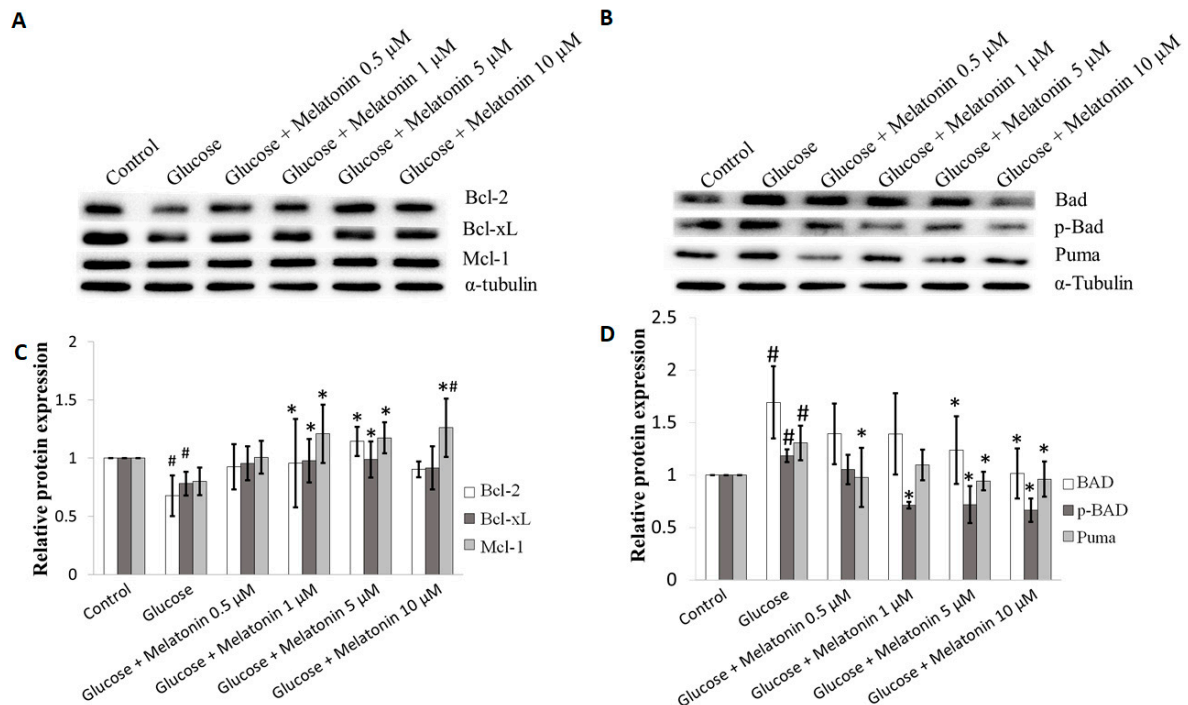 A
Control
Glucose
Glucose + Melatonin 0.5 µM
Glucose + Melatonin 1 µM
Glucose + Melatonin 5 µM
Glucose + Melatonin 10 µM
Bcl-2
Bcl-xL
Mcl-1
α-tubulin
B
Control
Glucose
Glucose + Melatonin 0.5 µM
Glucose + Melatonin 1 µM
Glucose + Melatonin 5 µM
Glucose + Melatonin 10 µM
Bad
p-Bad
Puma
α-Tubulin
C
Relative protein expression
2
1.5
1
0.5
0
# #
* * *
* * *
*#
Bcl-2
Bcl-xL
Mcl-1
Control
Glucose
Glucose + Melatonin 0.5 µM
Glucose + Melatonin 1 µM
Glucose + Melatonin 5 µM
Glucose + Melatonin 10 µM
D
Relative protein expression
2.5
2
1.5
1
0.5
0
# # #
*
*
* * *
* * *
BAD
p-BAD
Puma
Control
Glucose
Glucose + Melatonin 0.5 µM
Glucose + Melatonin 1 µM
Glucose + Melatonin 5 µM
Glucose + Melatonin 10 µM